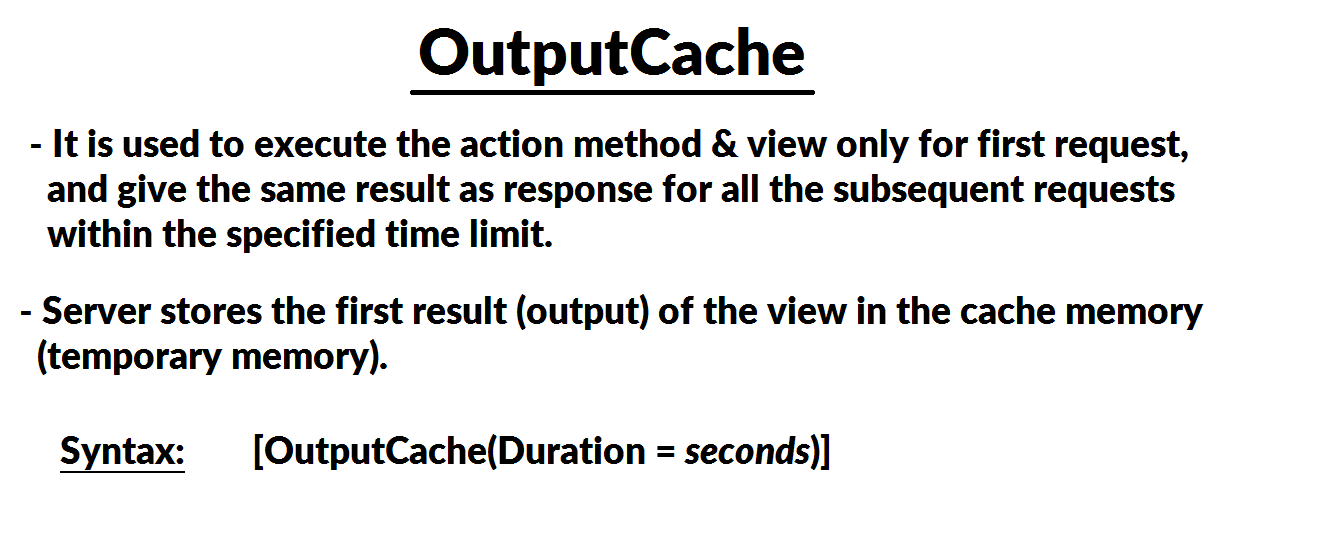 OutputCache
- It is used to execute the action method & view only for first request,
and give the same result as response for all the subsequent requests
within the specified time limit.
- Server stores the first result (output) of the view in the cache memory
(temporary memory).
Syntax: [OutputCache(Duration = seconds)]